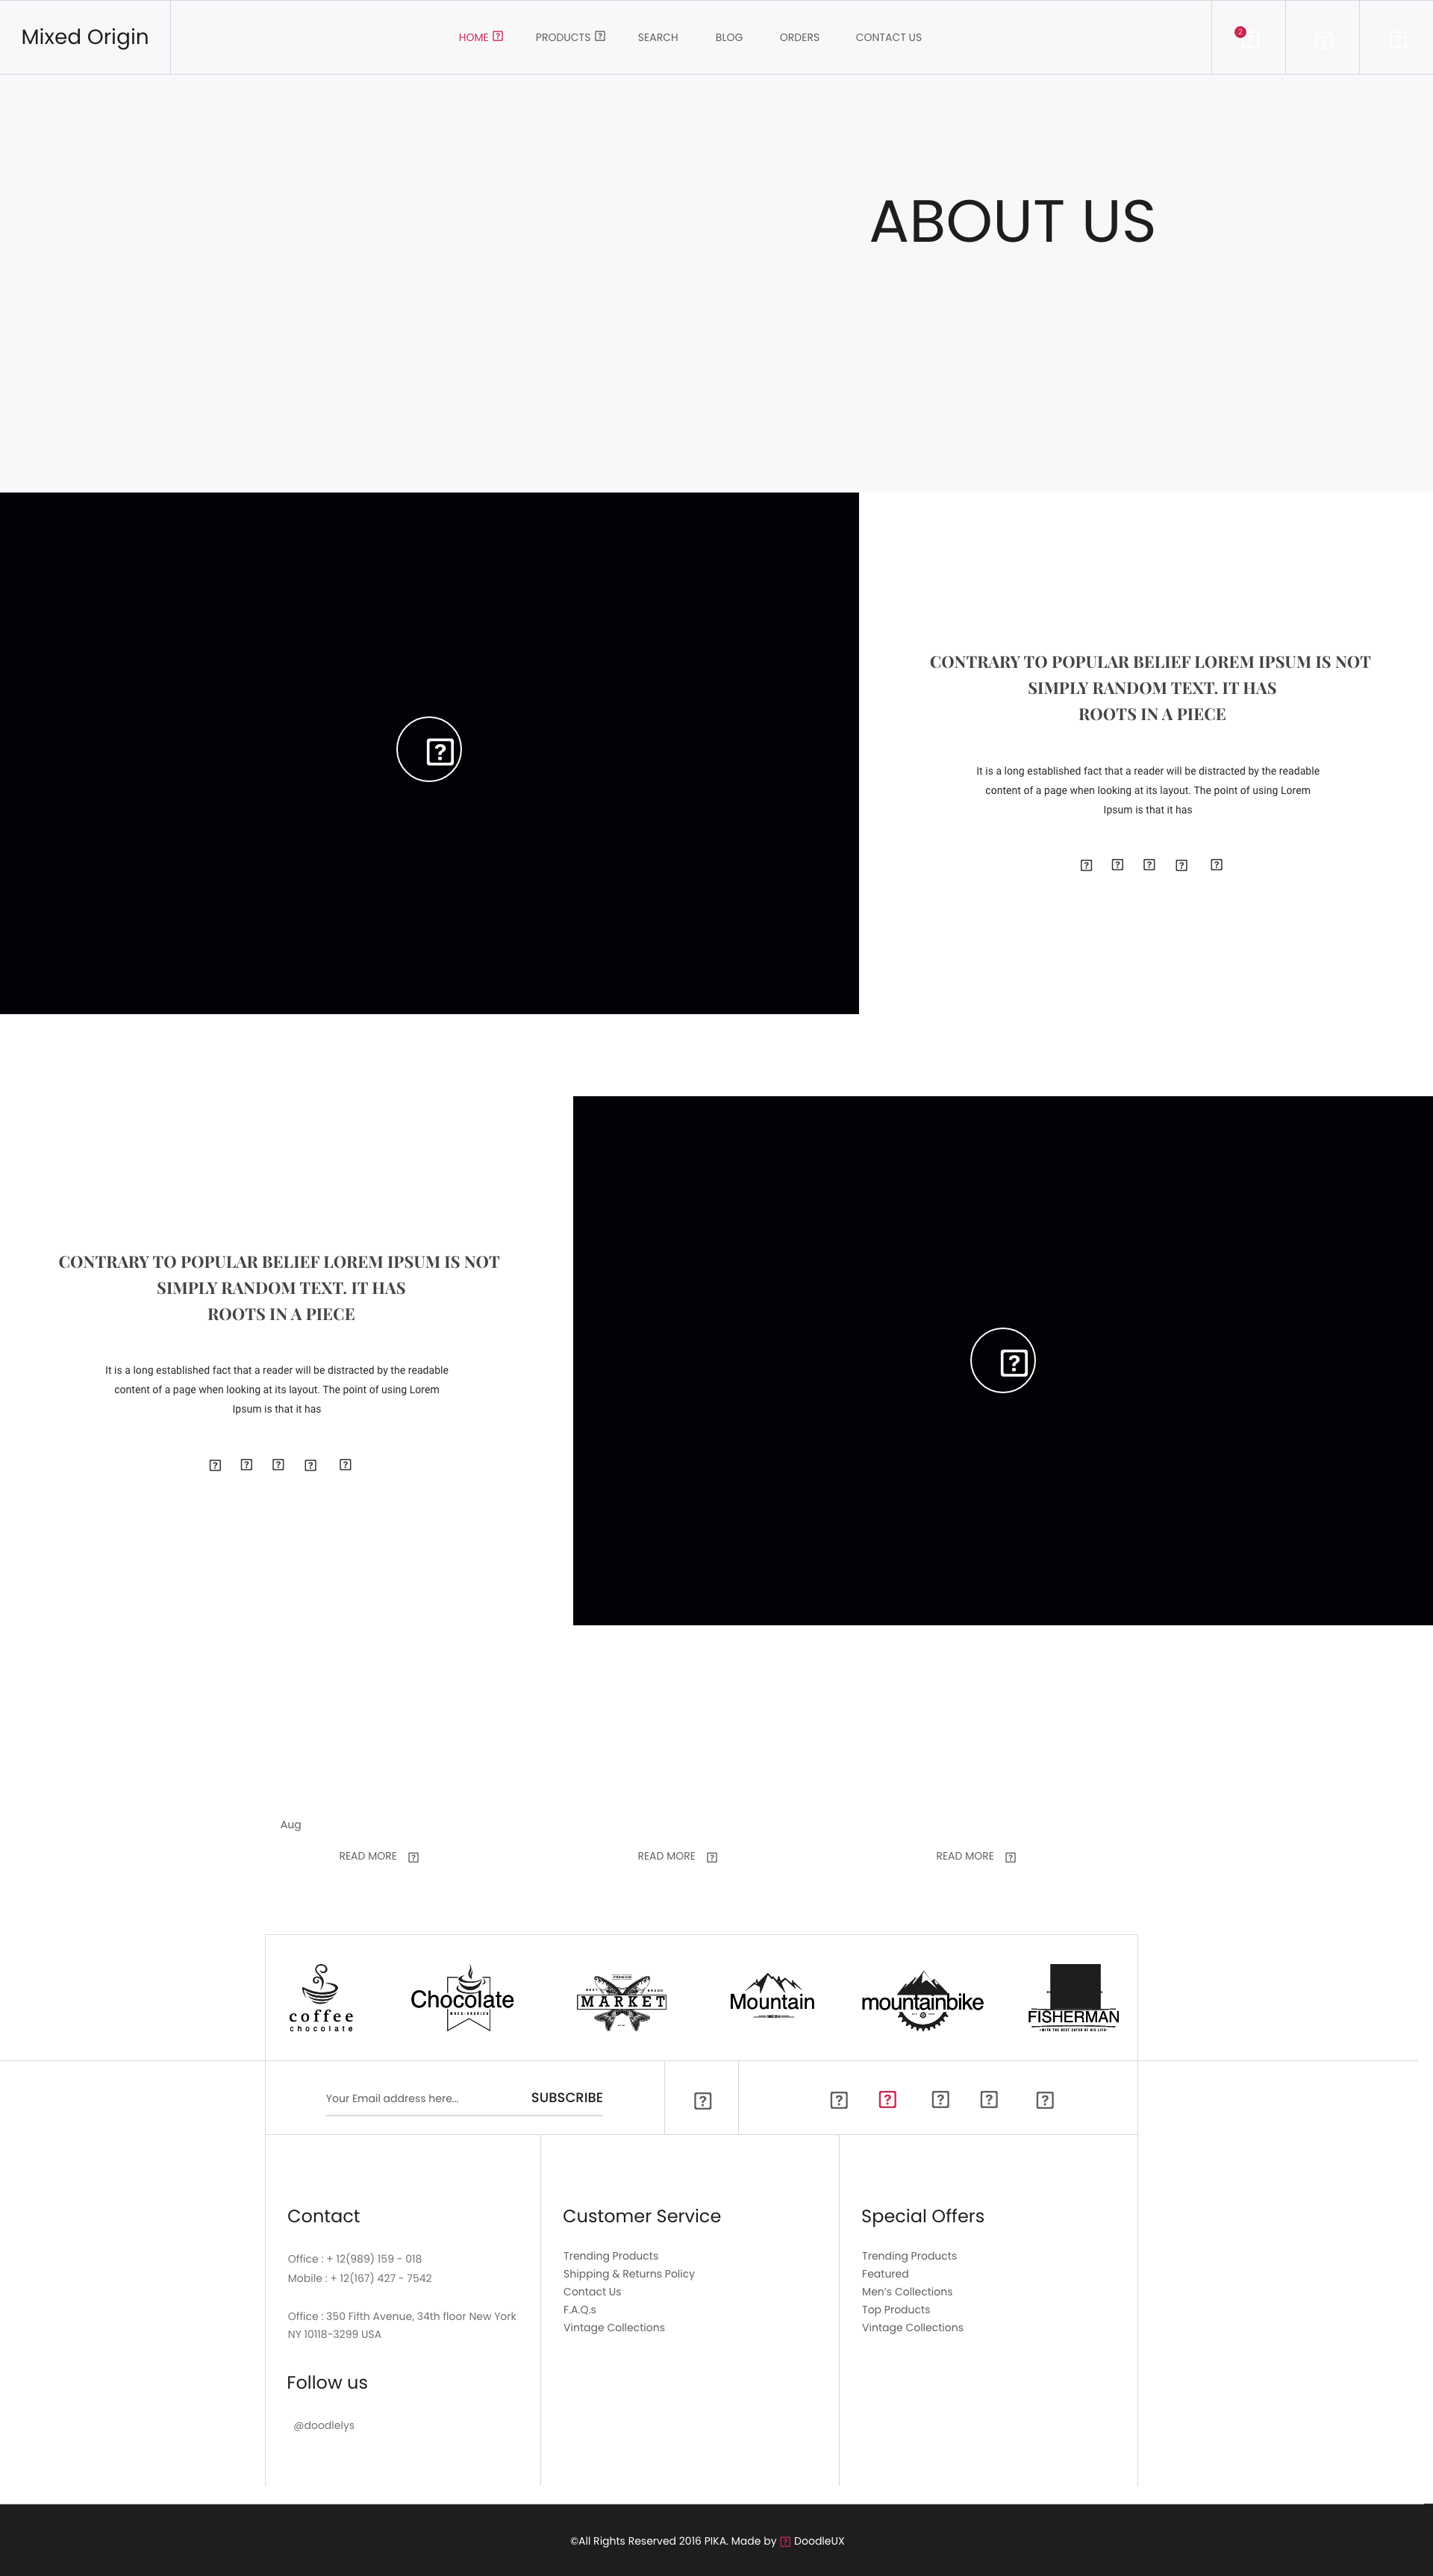 Mixed Origin
HOME
PRODUCTS
SEARCH
BLOG
ORDERS
CONTACT US
2
ABOUT US
CONTRARY TO POPULAR BELIEF LOREM IPSUM IS NOT
SIMPLY RANDOM TEXT. IT HAS
ROOTS IN A PIECE
It is a long established fact that a reader will be distracted by the readable
content of a page when looking at its layout. The point of using Lorem
Ipsum is that it has
CONTRARY TO POPULAR BELIEF LOREM IPSUM IS NOT
SIMPLY RANDOM TEXT. IT HAS
ROOTS IN A PIECE
It is a long established fact that a reader will be distracted by the readable
content of a page when looking at its layout. The point of using Lorem
Ipsum is that it has
Aug
READ MORE
READ MORE
READ MORE
coffee
chocolate
Chocolate
PREMIUM
BRAND
MARKET
Mountain
mountainbike
FISHERMAN
WITH THE BEST CATCH OF HIS LIFE
Your Email address here...
SUBSCRIBE
Contact
Office : + 12(989) 159 - 018
Mobile : + 12(167) 427 - 7542
Office : 350 Fifth Avenue, 34th floor New York
NY 10118-3299 USA
Follow us
@doodlelys
Customer Service
Trending Products
Shipping & Returns Policy
Contact Us
F.A.Q.s
Vintage Collections
Special Offers
Trending Products
Featured
Men’s Collections
Top Products
Vintage Collections
©All Rights Reserved 2016 PIKA. Made by DoodleUX